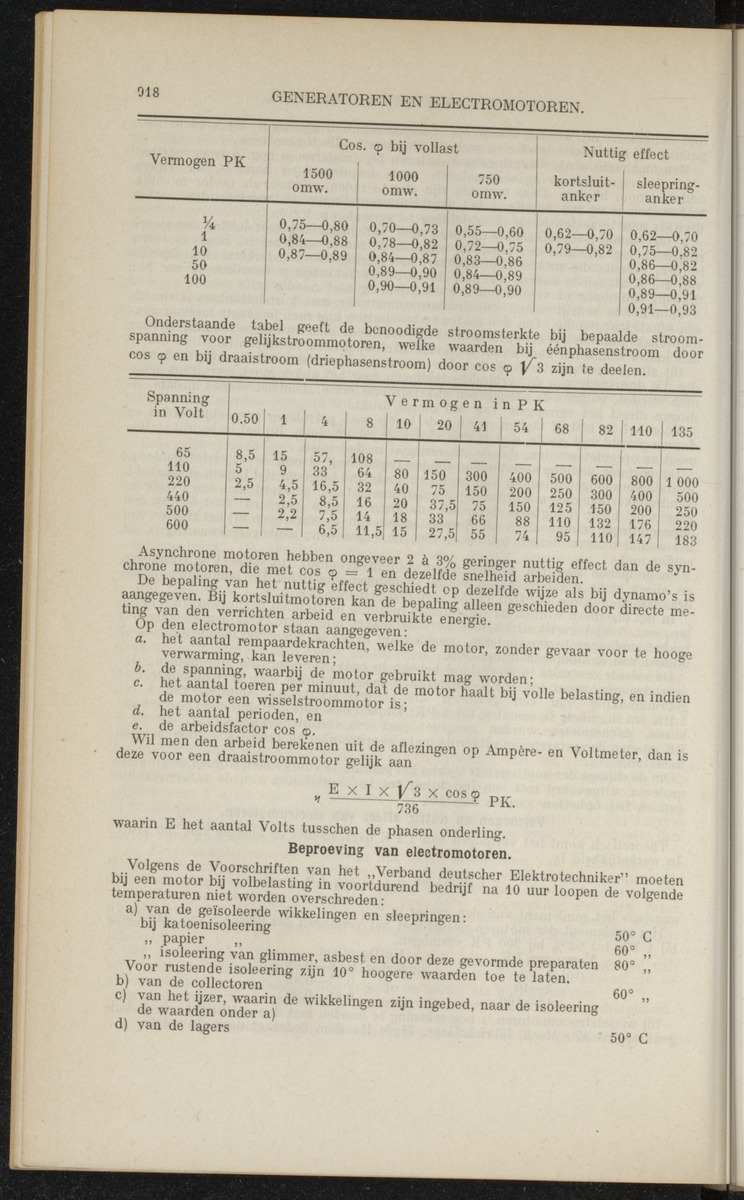 918
GENERATOREN EN ELECTROMOTOREN.
Vermogen PK | Cos. φ bij vollast | Nuttig effect
1500 omw. | 1000 omw. | 750 omw. | kortsluit-anker | sleepring-anker
¼ | 0,75—0,80 | 0,70—0,73 | 0,55—0,60 | 0,62—0,70 | 0,62—0,70
1 | 0,84—0,88 | 0,78—0,82 | 0,72—0,75 | 0,79—0,82 | 0,75—0,82
10 | 0,87—0,89 | 0,84—0,87 | 0,83—0,86 | | 0,86—0,82
50 | | 0,89—0,90 | 0,84—0,89 | | 0,86—0,88
100 | | 0,90—0,91 | 0,89—0,90 | | 0,89—0,91
0,91—0,93
Onderstaande tabel geeft de benoodigde stroomsterkte bij bepaalde stroom-
spanning voor gelijkstroommotoren, welke waarden bij éénphasenstroom door
cos φ en bij draaistroom (driephasenstroom) door cos φ √3 zijn te deelen.
Spanning in Volt | Vermogen in PK
0.50 | 1 | 4 | 8 | 10 | 20 | 41 | 54 | 68 | 82 | 110 | 135
65 | 8,5 | 15 | 57, | 108 | — | — | — | — | — | — | — | —
110 | 5 | 9 | 33 | 64 | 80 | 150 | 300 | 400 | 500 | 600 | 800 | 1 000
220 | 2,5 | 4,5 | 16,5 | 32 | 40 | 75 | 150 | 200 | 250 | 300 | 400 | 500
440 | — | 2,5 | 8,5 | 16 | 20 | 37,5 | 75 | 150 | 125 | 150 | 200 | 250
500 | — | 2,2 | 7,5 | 14 | 18 | 33 | 66 | 88 | 110 | 132 | 176 | 220
600 | — | — | 6,5 | 11,5 | 15 | 27,5 | 55 | 74 | 95 | 110 | 147 | 183
Asynchrone motoren hebben ongeveer 2 à 3% geringer nuttig effect dan de syn-
chrone motoren, die met cos φ = 1 en dezelfde snelheid arbeiden.
De bepaling van het nuttig effect geschiedt op dezelfde wijze als bij dynamo's is
aangegeven. Bij kortsluitmotoren kan de bepaling alleen geschieden door directe me-
ting van den verrichten arbeid en verbruikte energie.
Op den electromotor staan aangegeven:
a. het aantal rempaardekrachten, welke de motor, zonder gevaar voor te hooge
verwarming, kan leveren;
b. de spanning, waarbij de motor gebruikt mag worden;
c. het aantal toeren per minuut, dat de motor haalt bij volle belasting, en indien
de motor een wisselstroommotor is;
d. het aantal perioden, en
e. de arbeidsfactor cos φ.
Wil men den arbeid berekenen uit de aflezingen op Ampère- en Voltmeter, dan is
deze voor een draaistroommotor gelijk aan
η E × I × √3 × cos φ / 736 PK.
waarin E het aantal Volts tusschen de phasen onderling.
Beproeving van electromotoren.
Volgens de Voorschriften van het „Verband deutscher Elektrotechniker” moeten
bij een motor bij volbelasting in voortdurend bedrijf na 10 uur loopen de volgende
temperaturen niet worden overschreden:
a) van de geïsoleerde wikkelingen en sleepringen:
bij katoenisoleering 50° C
„ papier „ 60° „
„ isoleering van glimmer, asbest en door deze gevormde preparaten 80° „
Voor rustende isoleering zijn 10° hoogere waarden toe te laten.
b) van de collectoren 60° „
c) van het ijzer, waarin de wikkelingen zijn ingebed, naar de isoleering
de waarden onder a)
d) van de lagers 50° C